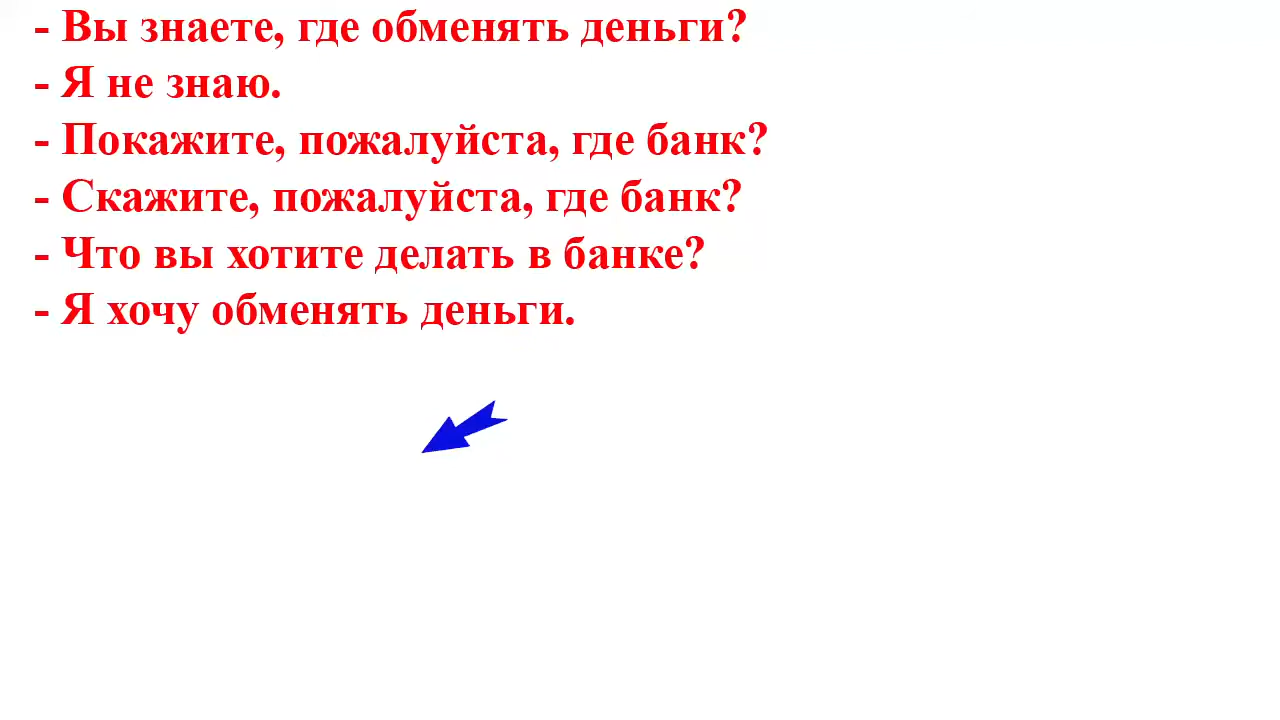 - Вы знаете, где обменять деньги?
- Я не знаю.
- Покажите, пожалуйста, где банк?
- Скажите, пожалуйста, где банк?
- Что вы хотите делать в банке?
- Я хочу обменять деньги.